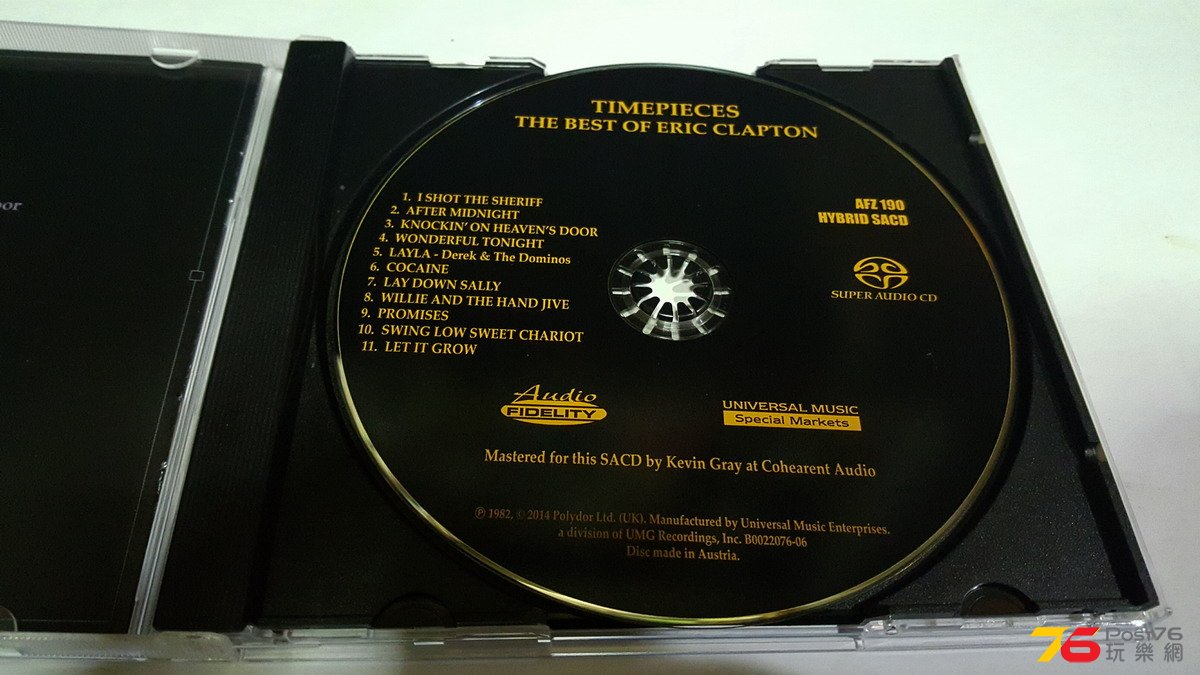 TIMEPIECES
THE BEST OF ERIC CLAPTON
1. I SHOT THE SHERIFF
2. AFTER MIDNIGHT
3. KNOCKIN' ON HEAVEN'S DOOR
4. WONDERFUL TONIGHT
5. LAYLA - Derek & The Dominos
6. COCAINE
7. LAY DOWN SALLY
8. WILLIE AND THE HAND JIVE
9. PROMISES
10. SWING LOW SWEET CHARIOT
11. LET IT GROW
AFZ 190
HYBRID SACD
SUPER AUDIO CD
Audio
FIDELITY
UNIVERSAL MUSIC
Special Markets
Mastered for this SACD by Kevin Gray at Cohearent Audio
℗ 1982, © 2014 Polydor Ltd. (UK). Manufactured by Universal Music Enterprises.
a division of UMG Recordings, Inc. B0022076-06
Disc made in Austria.
76 Post76
玩樂網